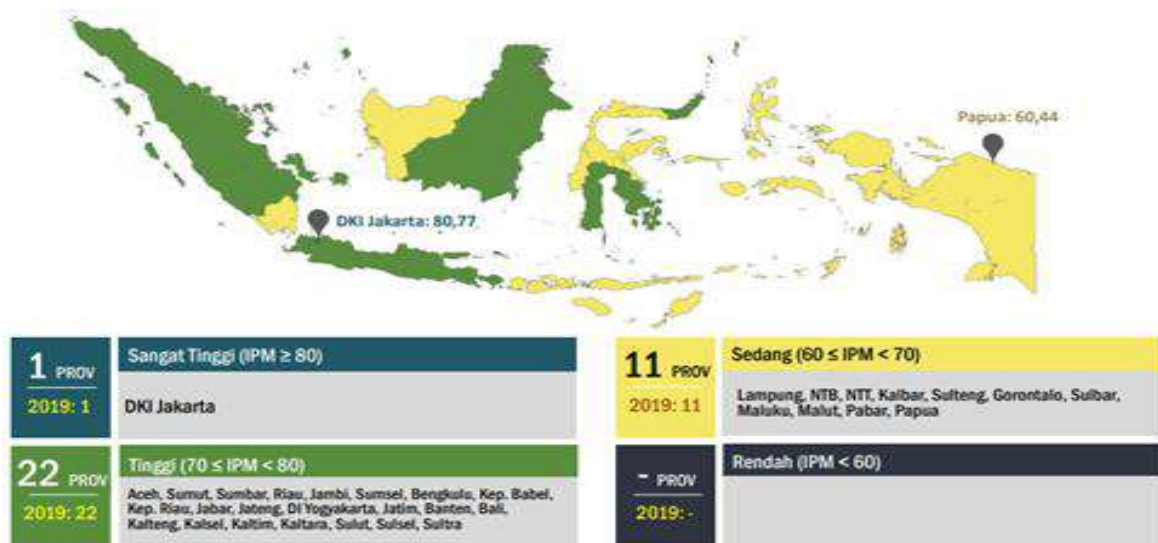 Papua: 60,44
DKI Jakarta: 80,77
1 PROV
2019: 1
Sangat Tinggi (IPM ≥ 80)
DKI Jakarta
11 PROV
2019: 11
Sedang (60 ≤ IPM < 70)
Lampung, NTB, NTT, Kalbar, Sulteng, Gorontalo, Sulbar,
Maluku, Malut, Pabar, Papua
22 PROV
2019: 22
Tinggi (70 ≤ IPM < 80)
Aceh, Sumut, Sumbar, Riau, Jambi, Sumsel, Bengkulu, Kep. Babel,
Kep. Riau, Jabar, Jateng, DI Yogyakarta, Jatim, Banten, Bali,
Kalteng, Kalsel, Kaltim, Kaltara, Sulut, Sulsel, Sultra
- PROV
2019: -
Rendah (IPM < 60)